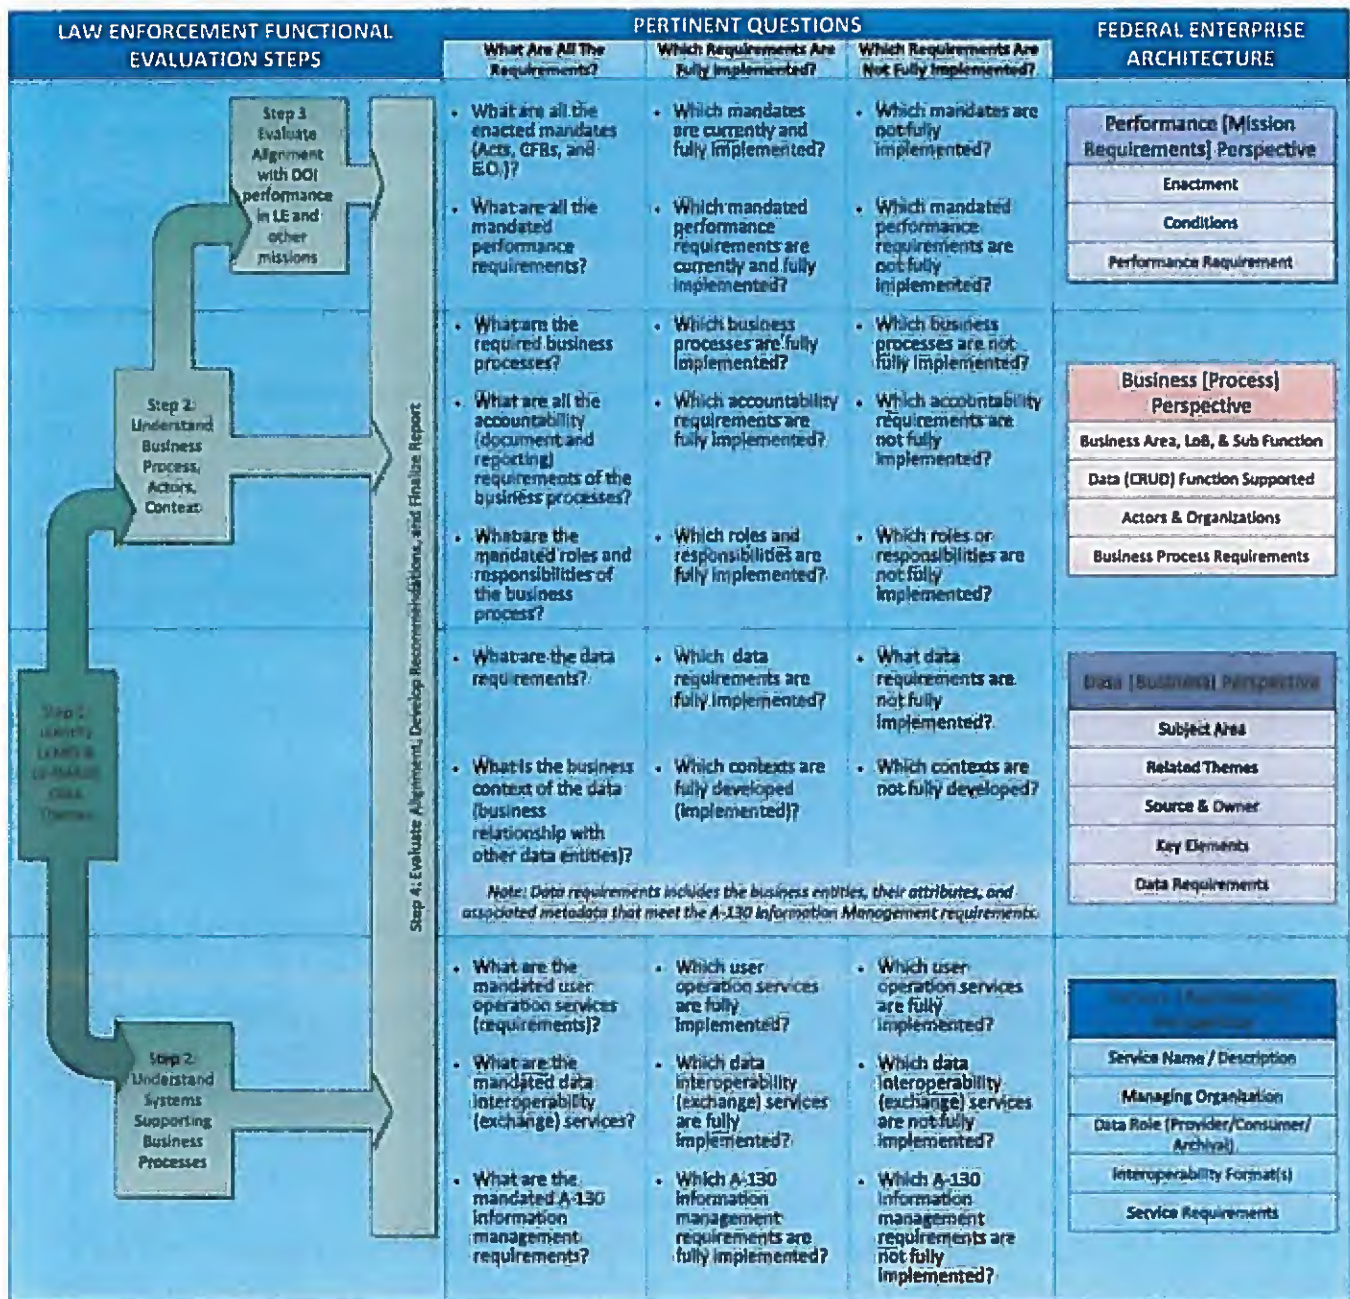 LAW ENFORCEMENT FUNCTIONAL
EVALUATION STEPS
PERTINENT QUESTIONS
What Are All The
Requirements?
Which Requirements Are
Fully Implemented?
Which Requirements Are
Not Fully Implemented?
FEDERAL ENTERPRISE
ARCHITECTURE
Step 3
Evaluate
Alignment
with DOI
performance
in LE and
other
missions
Step 2:
Understand
Business
Process,
Actors,
Context
Step 1:
Identify
Data
Themes
Step 2:
Understand
Systems
Supporting
Business
Processes
Step 4: Evaluate Alignment, Develop Recommendations, and Finalize Report
• What are all the
enacted mandates
(Acts, CFRs, and
E.O.)?
• What are all the
mandated
performance
requirements?
• Which mandates
are currently and
fully implemented?
• Which mandated
performance
requirements are
currently and fully
implemented?
• Which mandates are
not fully
implemented?
• Which mandated
performance
requirements are
not fully
implemented?
Performance [Mission
Requirements] Perspective
Enactment
Conditions
Performance Requirement
• What are the
required business
processes?
• What are all the
accountability
(document and
reporting)
requirements of the
business processes?
• What are the
mandated roles and
responsibilities of
the business
process?
• Which business
processes are fully
implemented?
• Which accountability
requirements are
fully implemented?
• Which roles and
responsibilities are
fully implemented?
• Which business
processes are not
fully implemented?
• Which accountability
requirements are
not fully
implemented?
• Which roles or
responsibilities are
not fully
implemented?
Business [Process]
Perspective
Business Area, LoB, & Sub Function
Data (CRUD) Function Supported
Actors & Organizations
Business Process Requirements
• What are the data
requirements?
• What is the business
context of the data
(business
relationship with
other data entities)?
• Which data
requirements are
fully implemented?
• Which contexts are
fully developed
(implemented)?
• What data
requirements are
not fully
implemented?
• Which contexts are
not fully developed?
Note: Data requirements includes the business entities, their attributes, and
associated metadata that meet the A-130 Information Management requirements.
Data [Business] Perspective
Subject Area
Related Themes
Source & Owner
Key Elements
Data Requirements
• What are the
mandated user
operation services
(requirements)?
• What are the
mandated data
interoperability
(exchange) services?
• What are the
mandated A-130
information
management
requirements?
• Which user
operation services
are fully
implemented?
• Which data
interoperability
(exchange) services
are fully
implemented?
• Which A-130
information
management
requirements are
fully implemented?
• Which user
operation services
are fully
implemented?
• Which data
interoperability
(exchange) services
are not fully
implemented?
• Which A-130
information
management
requirements are
not fully
implemented?
Service Name / Description
Managing Organization
Data Role (Provider/Consumer/
Archival)
Interoperability Format(s)
Service Requirements